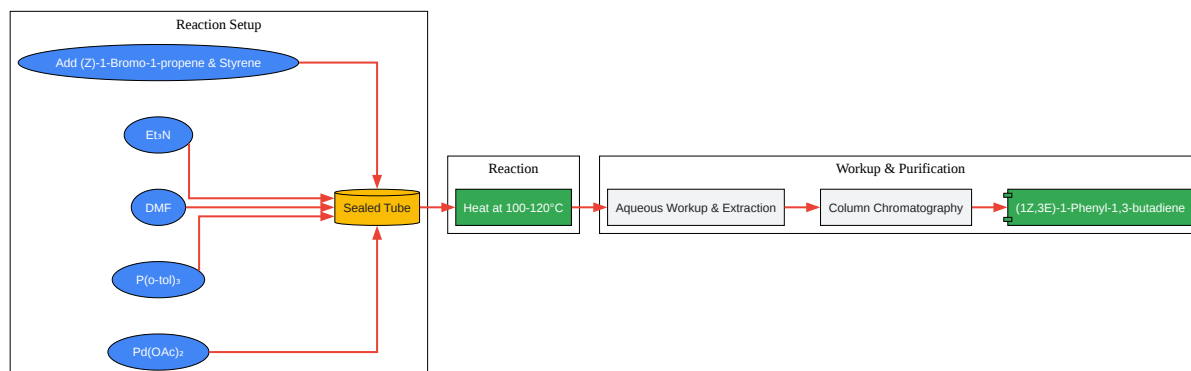 Reaction Setup
Add (Z)-1-Bromo-1-propene & Styrene
Et₃N
DMF
P(o-tol)₃
Pd(OAc)₂
Sealed Tube
Reaction
Heat at 100-120°C
Workup & Purification
Aqueous Workup & Extraction
Column Chromatography
(1Z,3E)-1-Phenyl-1,3-butadiene